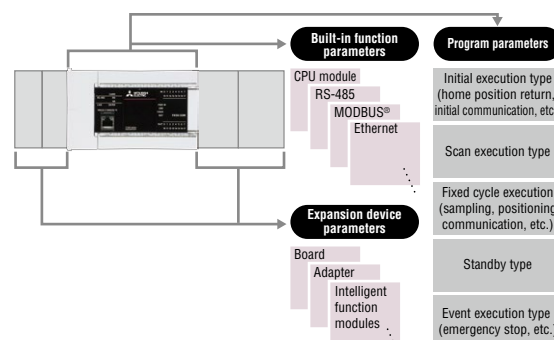 Built-in function
parameters
Program parameters
CPU module
RS-485
MODBUS®
Ethernet
Initial execution type
(home position return,
initial communication, etc
Scan execution type
Fixed cycle execution
(sampling, positioning
communication, etc.)
Expansion device
parameters
Board
Adapter
Intelligent
function
modules
Standby type
Event execution type
(emergency stop, etc.)